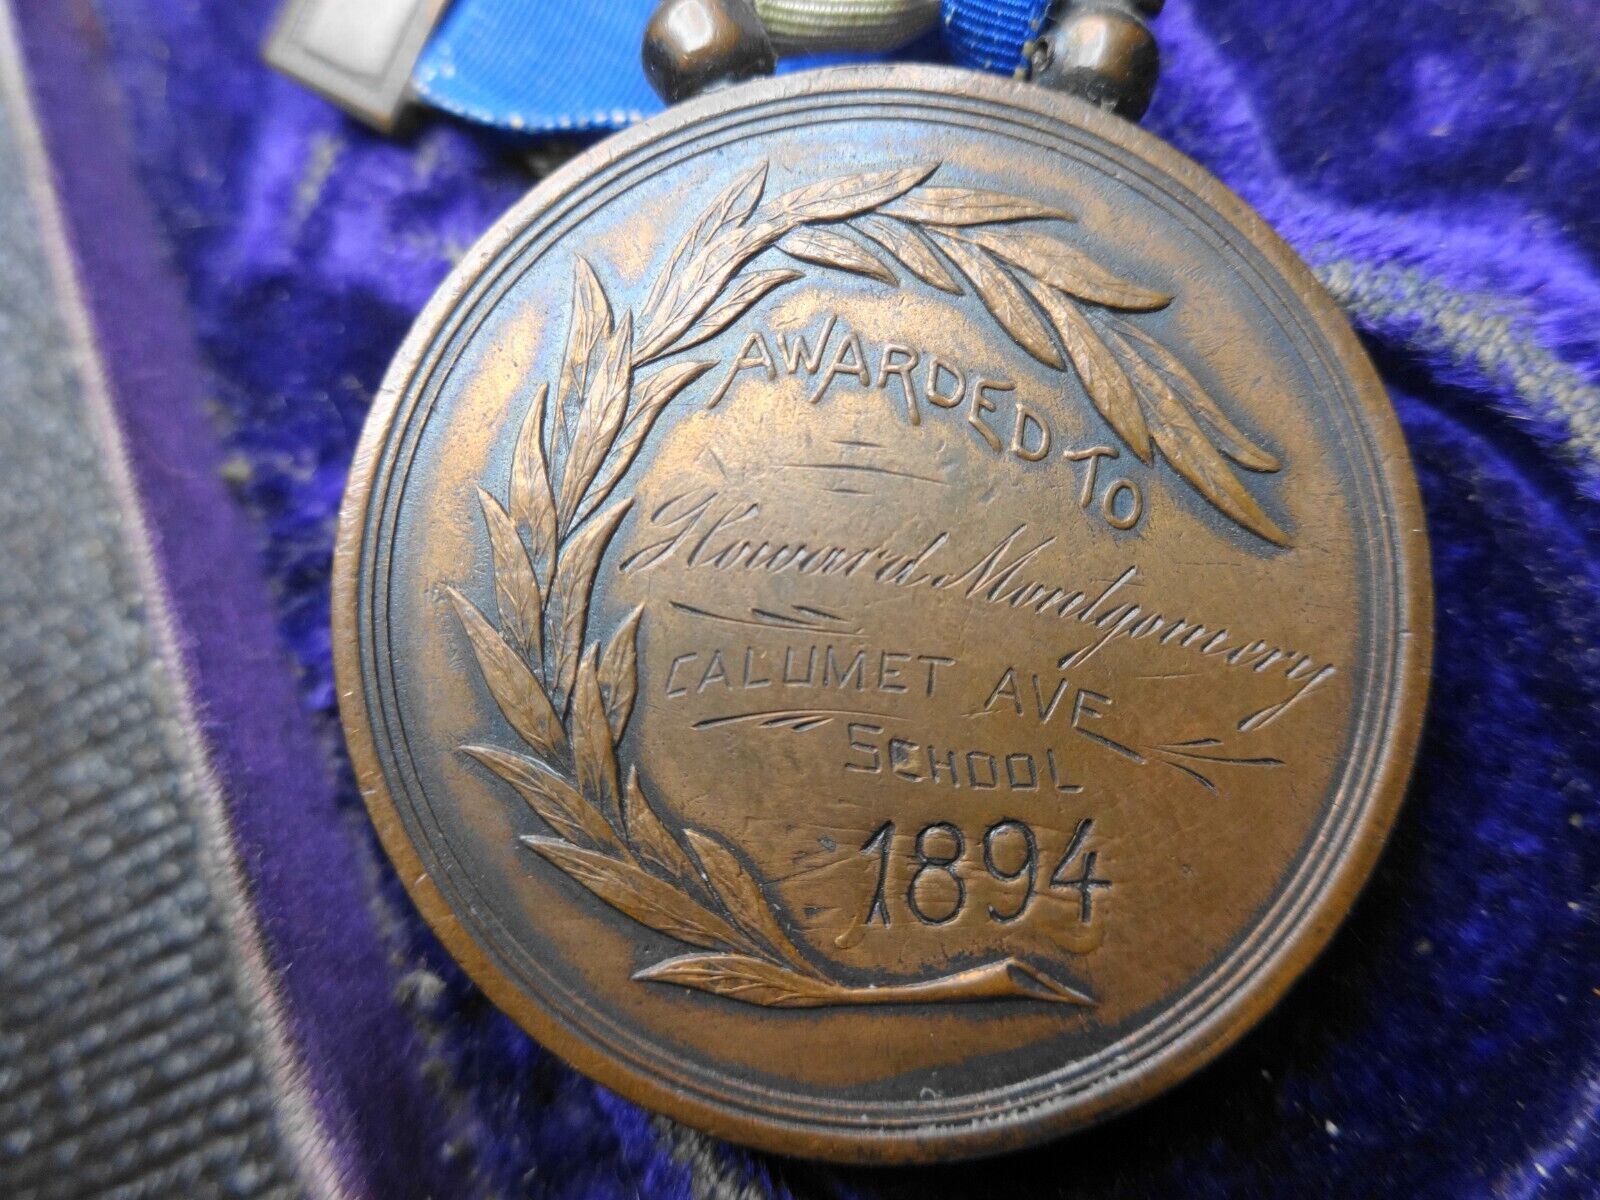 AWARDED TO
Howard Montgomery
CALUMET AVE
SCHOOL
1894